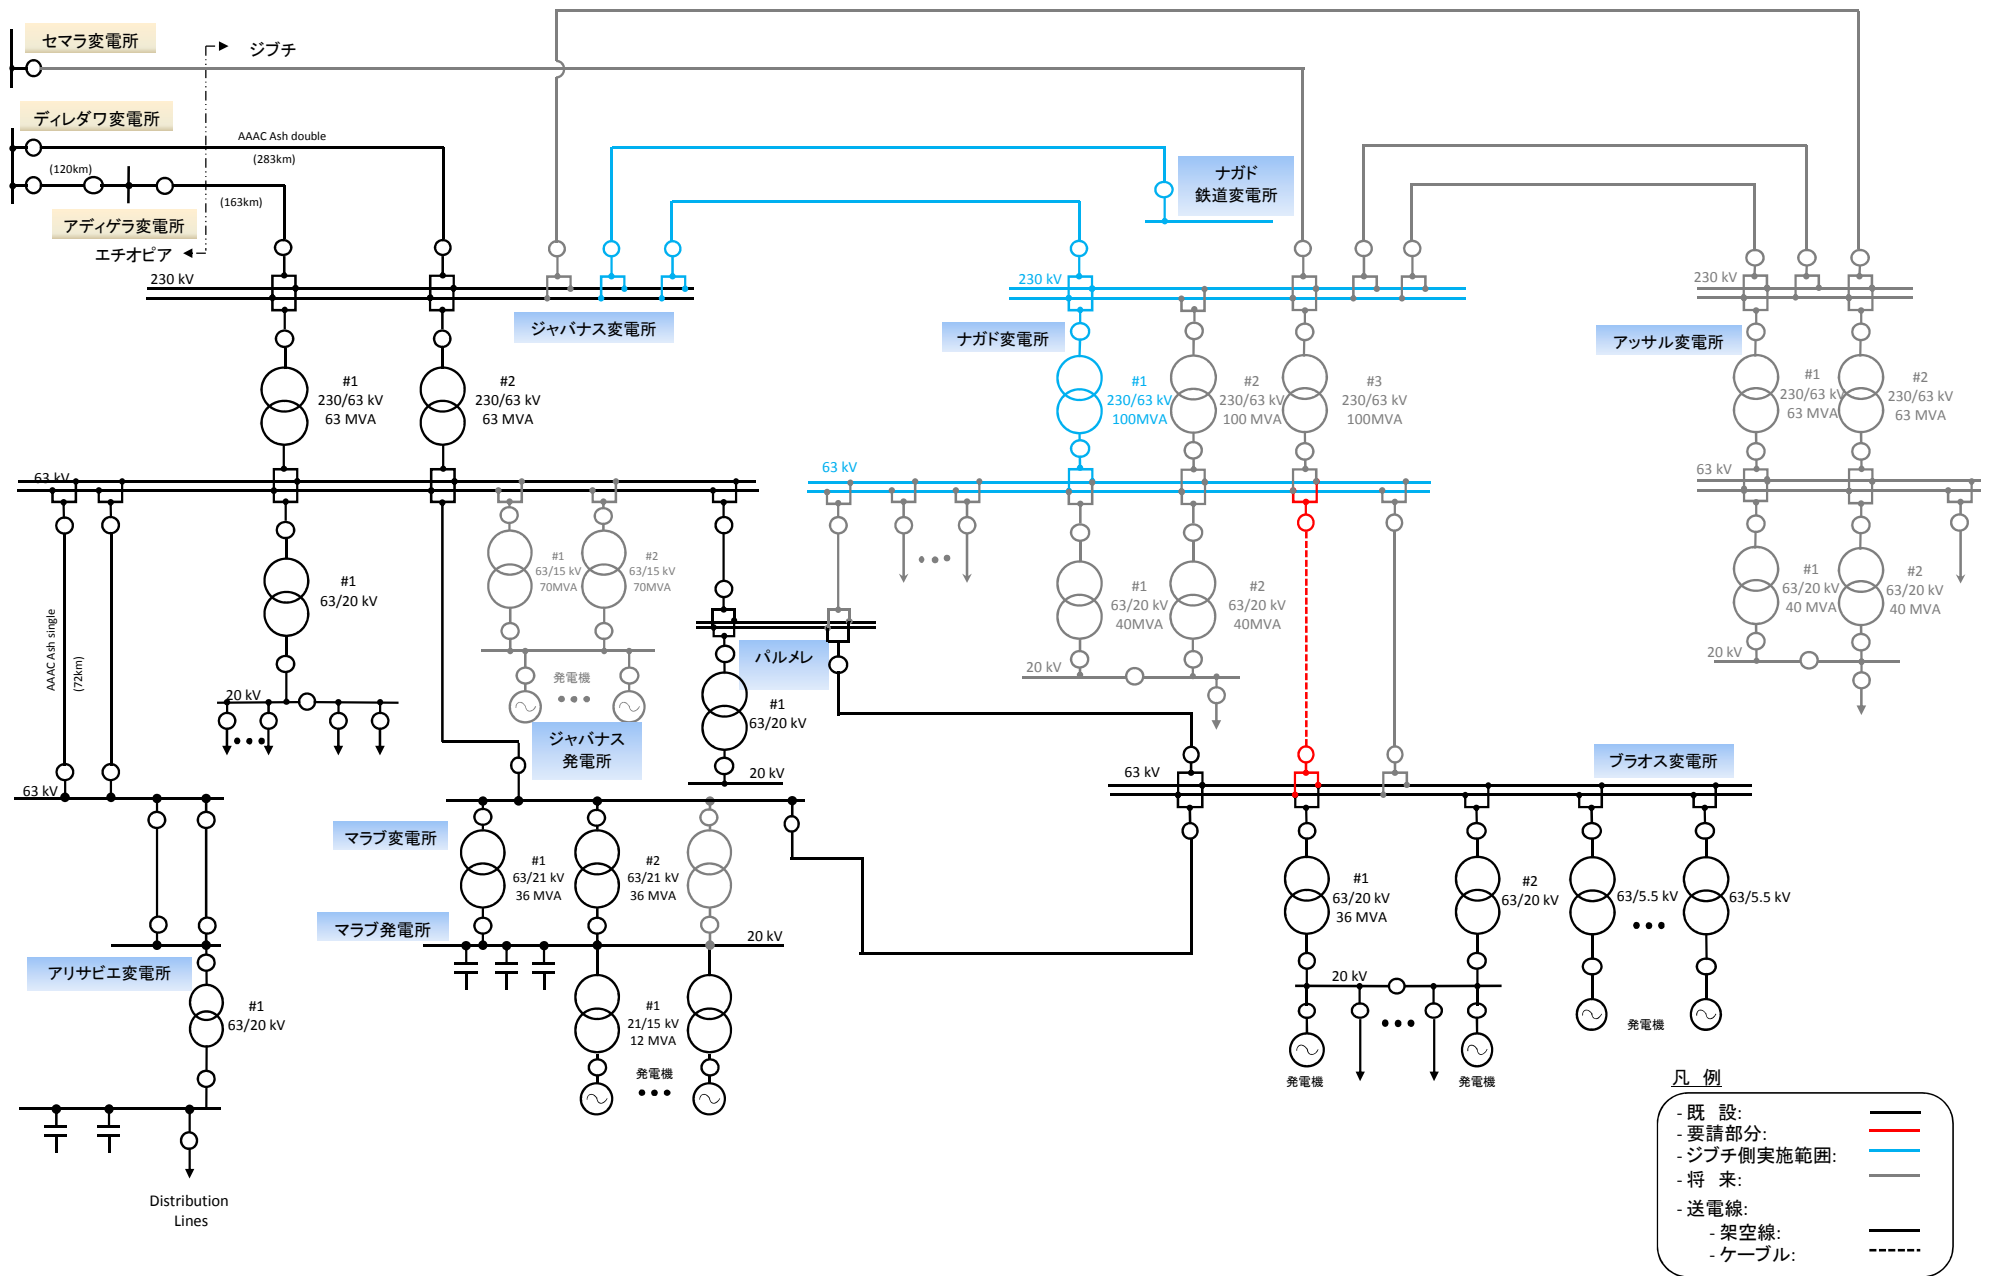 セマラ変電所
ジブチ
ディレダワ変電所
AAAC Ash double
(283km)
(120km)
(163km)
アディゲラ変電所
エチオピア
ナガド
鉄道変電所
230 kV
230 kV
230 kV
ジャバナス変電所
ナガド変電所
アッサル変電所
#1
230/63 kV
63 MVA
#2
230/63 kV
63 MVA
#1
230/63 kV
100MVA
#2
230/63 kV
100 MVA
#3
230/63 kV
100MVA
#1
230/63 kV
63 MVA
#2
230/63 kV
63 MVA
63 kV
63 kV
63 kV
#1
63/20 kV
#1
63/15 kV
70MVA
#2
63/15 kV
70MVA
#1
63/20 kV
40MVA
#2
63/20 kV
40MVA
#1
63/20 kV
40 MVA
#2
63/20 kV
40 MVA
AAAC Ash single
(72km)
20 kV
発電機
パルメレ
#1
63/20 kV
20 kV
20 kV
20 kV
ジャバナス
発電所
63 kV
63 kV
ブラオス変電所
マラブ変電所
#1
63/21 kV
36 MVA
#2
63/21 kV
36 MVA
マラブ発電所
20 kV
#1
63/20 kV
36 MVA
#2
63/20 kV
63/5.5 kV
63/5.5 kV
アリサビエ変電所
#1
63/20 kV
#1
21/15 kV
12 MVA
発電機
20 kV
発電機
発電機
発電機
Distribution
Lines
凡 例
- 既 設:
- 要請部分:
- ジブチ側実施範囲:
- 将 来:
- 送電線:
- 架空線:
- ケーブル: